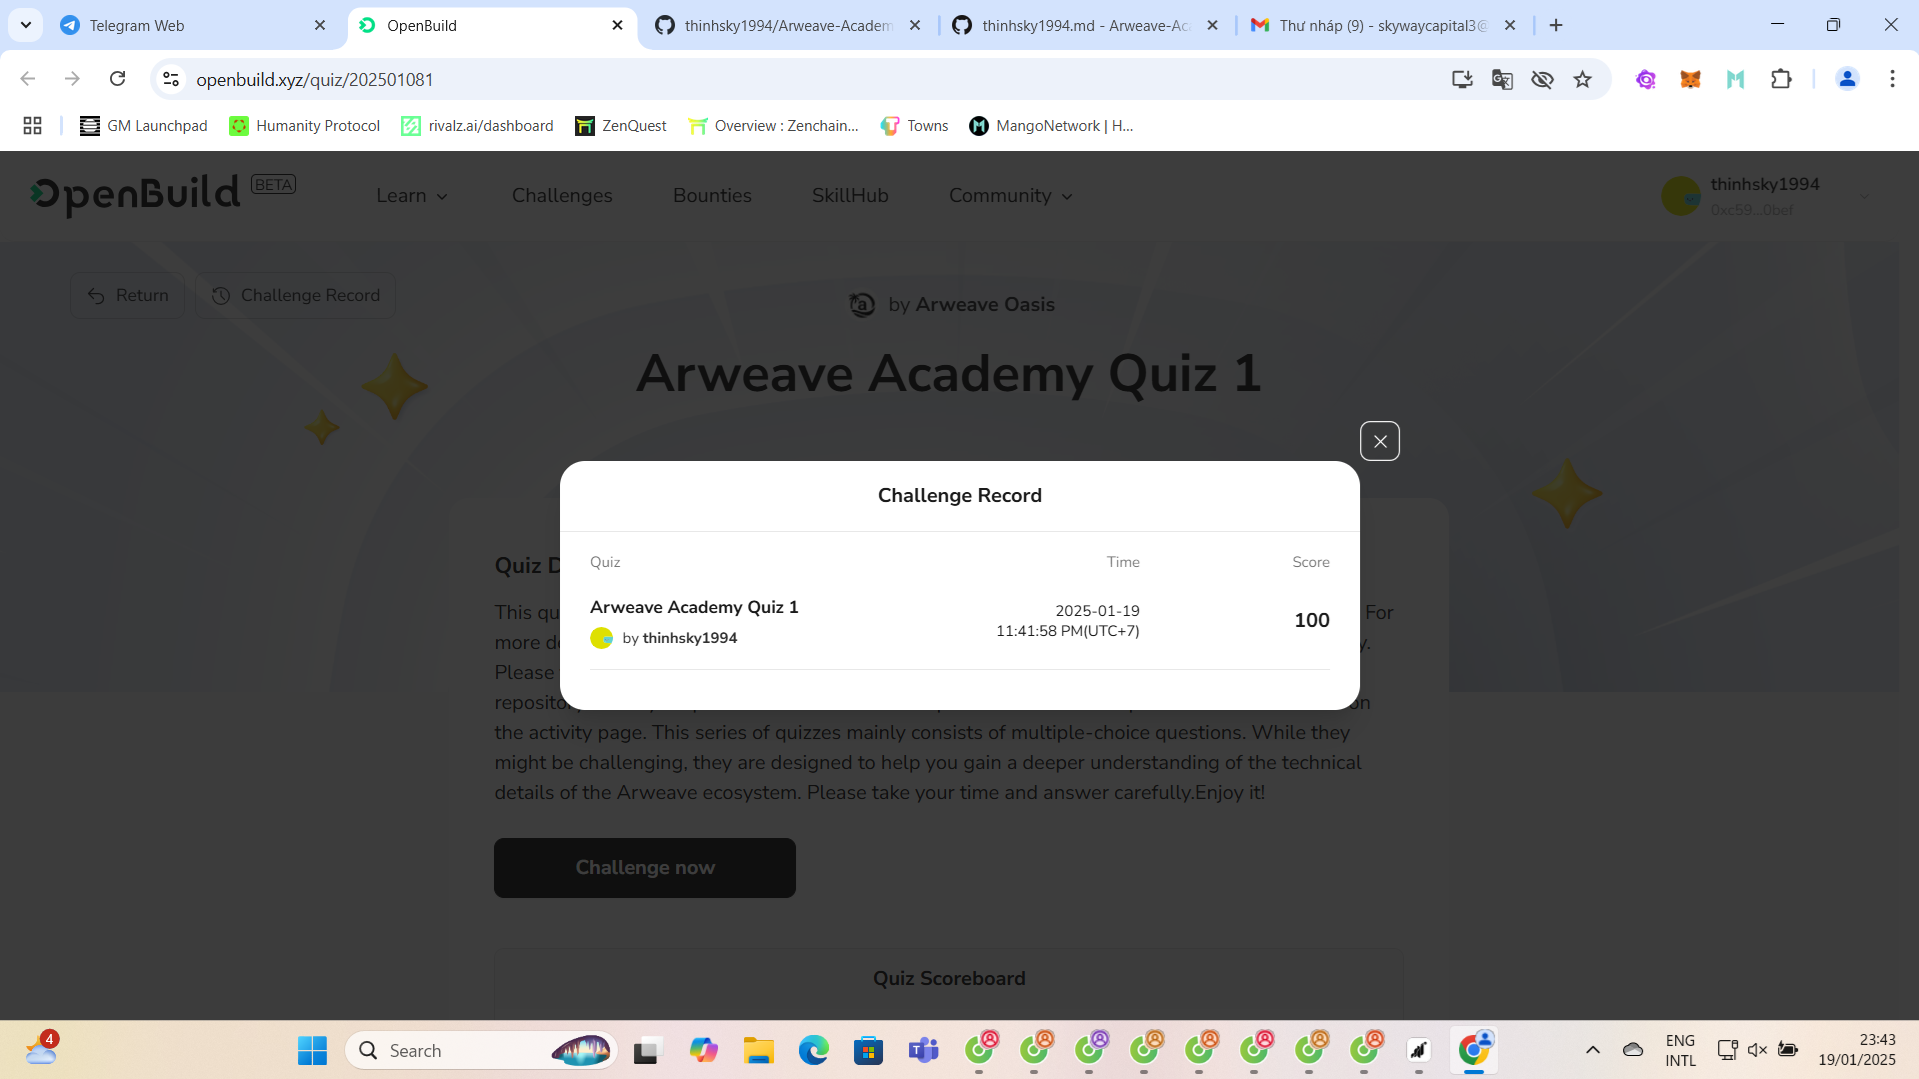 Telegram Web
OpenBuild
thinhsky1994/Arweave-Academ
thinhsky1994.md - Arweave-Ac
Thư nháp (9) - skywaycapital3@
openbuild.xyz/quiz/202501081
GM Launchpad
Humanity Protocol
rivalz.ai/dashboard
ZenQuest
Overview : Zenchain...
Towns
MangoNetwork | H...
OpenBuild
BETA
Learn
Challenges
Bounties
SkillHub
Community
thinhsky1994
0xc59...0bef
Return
Challenge Record
by Arweave Oasis
Arweave Academy Quiz 1
Challenge Record
Quiz
Time
Score
Arweave Academy Quiz 1
by thinhsky1994
2025-01-19
11:41:58 PM(UTC+7)
100
Quiz D
This qu
For
more de
y.
Please
repositor
on
the activity page. This series of quizzes mainly consists of multiple-choice questions. While they
might be challenging, they are designed to help you gain a deeper understanding of the technical
details of the Arweave ecosystem. Please take your time and answer carefully.Enjoy it!
Challenge now
Quiz Scoreboard
4
Search
ENG
INTL
23:43
19/01/2025